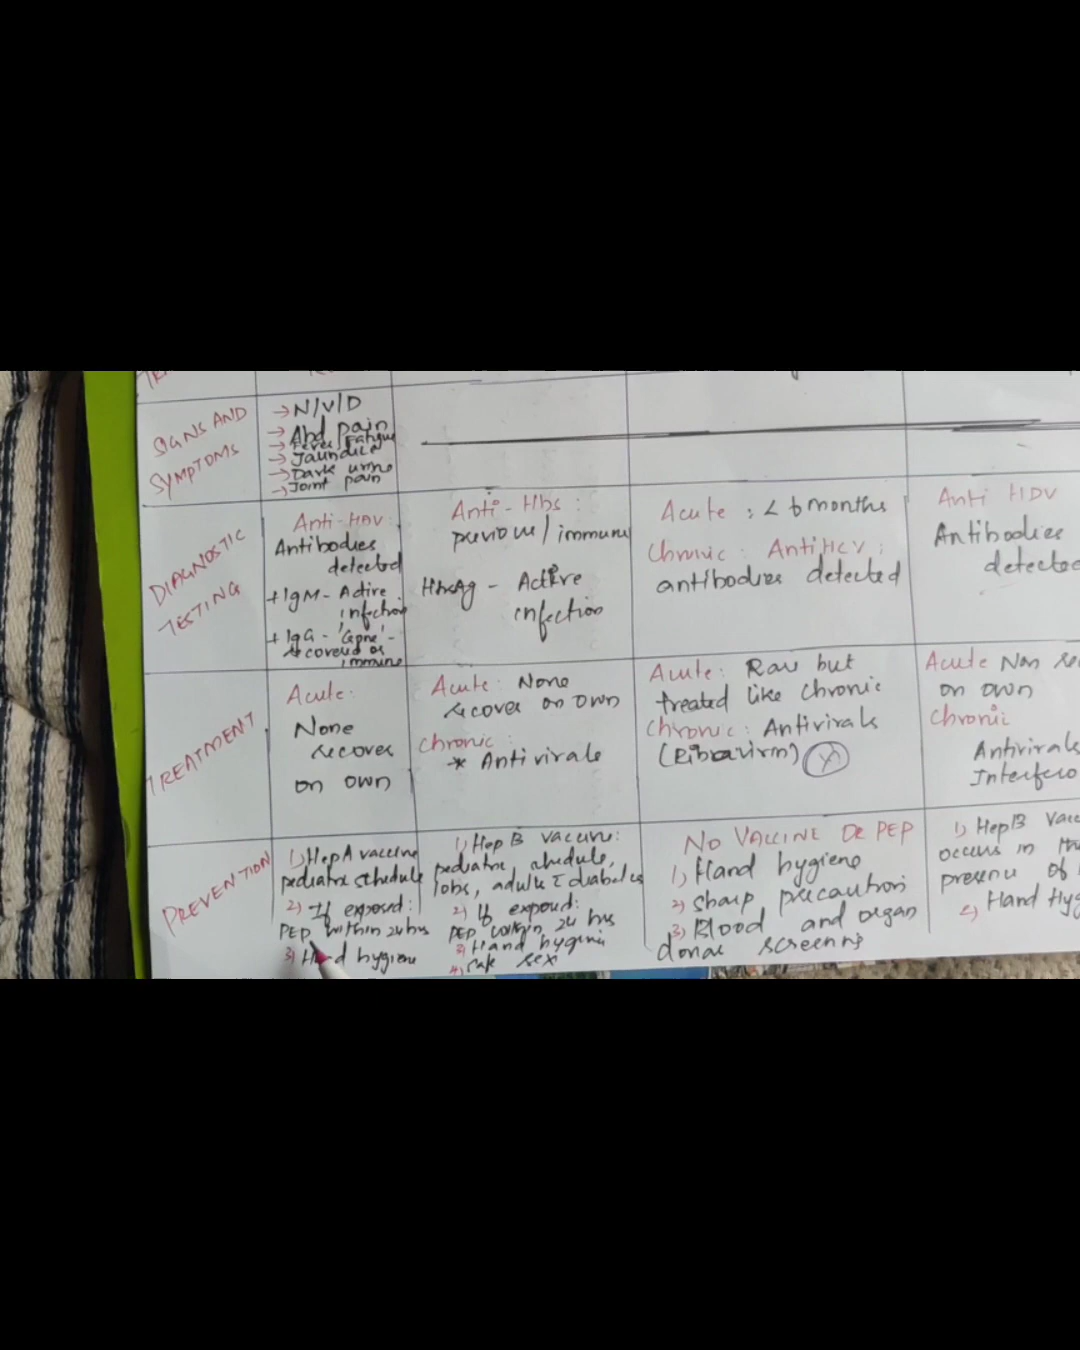 SIGNS AND
SYMPTOMS
→ N/V/D
→ Abd pain
→ Fever, Fatigue
→ Jaundice
→ Dark urine
→ Joint pain
DIAGNOSTIC
TESTING
Anti-HAV:
Antibodies
detected
+IgM - Active
infection
+ IgG - 'Gone' -
recovered or
immune
Anti-Hbs:
previous/immune
HbsAg - Active
infection
Acute : < 6 months
Chronic : Anti HCV :
antibodies detected
Anti HDV
Antibodies
detected
TREATMENT
Acute:
None
recover
on own
Acute: None
recover on own
Chronic:
* Antivirals
Acute: Rare but
treated like chronic
Chronic: Antivirals
(Ribavirin)
Acute Non
on own
Chronic
Antivirals
PREVENTION
1) HepA vaccine
pediatric schedule
2) If exposed:
PEP within 24 hrs
3) Hand hygiene
1) Hep B vaccine:
pediatric schedule,
Jobs, adults c diabetes
2) If exposed:
PEP within 24 hrs
3) Hand hygiene
4) safe sex
NO VACCINE OR PEP
1) Hand hygiene
2) sharp precaution
3) Blood and organ
donor screening
1) HepB
occurs in
presence of
2) Hand